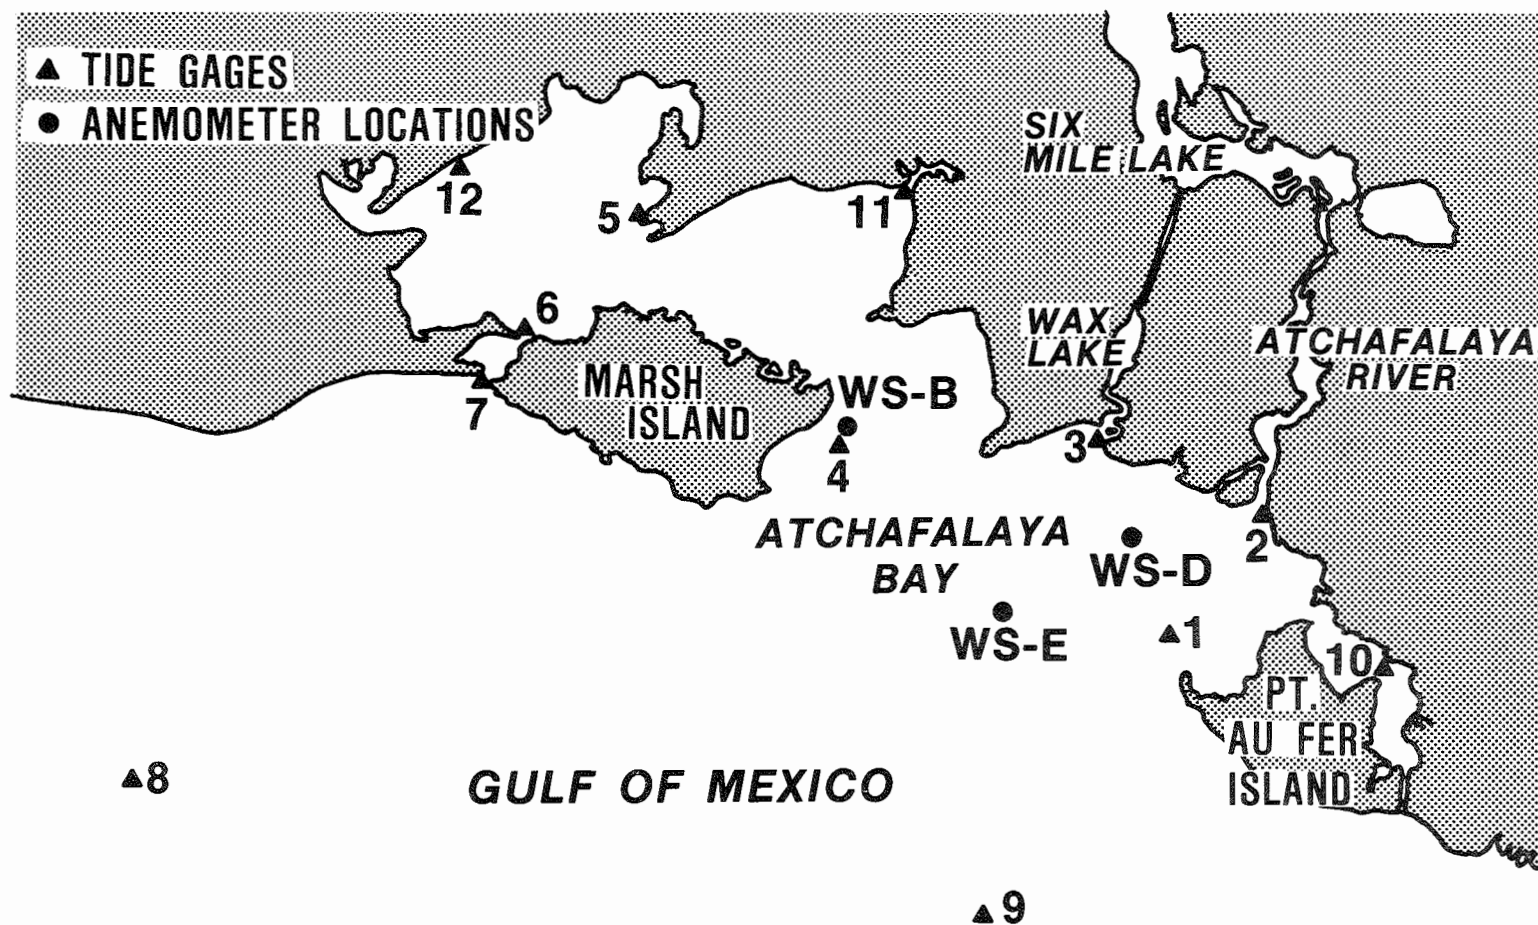 ▲ TIDE GAGES
● ANEMOMETER LOCATIONS
SIX
MILE LAKE
12
5
11
6
WAX
LAKE
ATCHAFALAYA
RIVER
MARSH
ISLAND
WS-B
7
3
4
ATCHAFALAYA
BAY
2
WS-D
WS-E
1
10
PT.
AU FER
ISLAND
8
GULF OF MEXICO
9